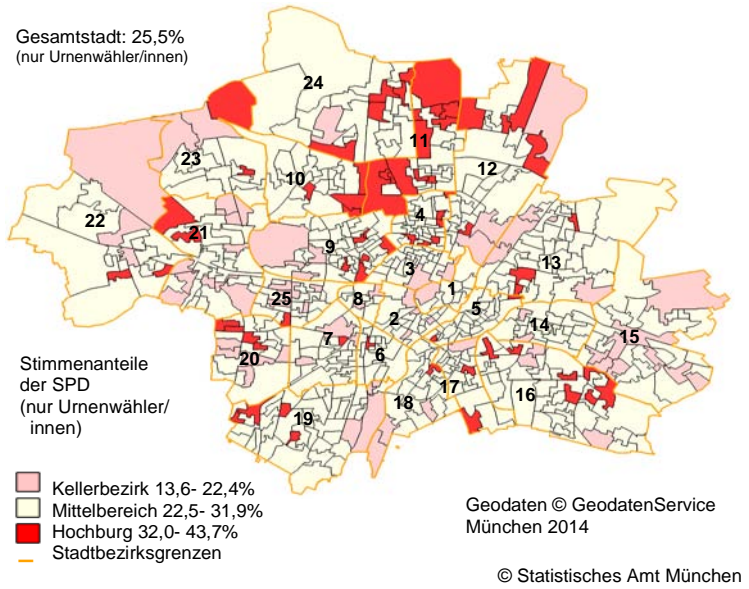 Gesamtstadt: 25,5%
(nur Urnenwähler/innen)
24
11
23
10
12
22
21
4
9
13
3
1
25
8
5
2
14
7
15
20
6
17
16
18
19
Stimmenanteile
der SPD
(nur Urnenwähler/
innen)
Kellerbezirk 13,6- 22,4%
Mittelbereich 22,5- 31,9%
Hochburg 32,0- 43,7%
Stadtbezirksgrenzen
Geodaten © GeodatenService
München 2014
© Statistisches Amt München